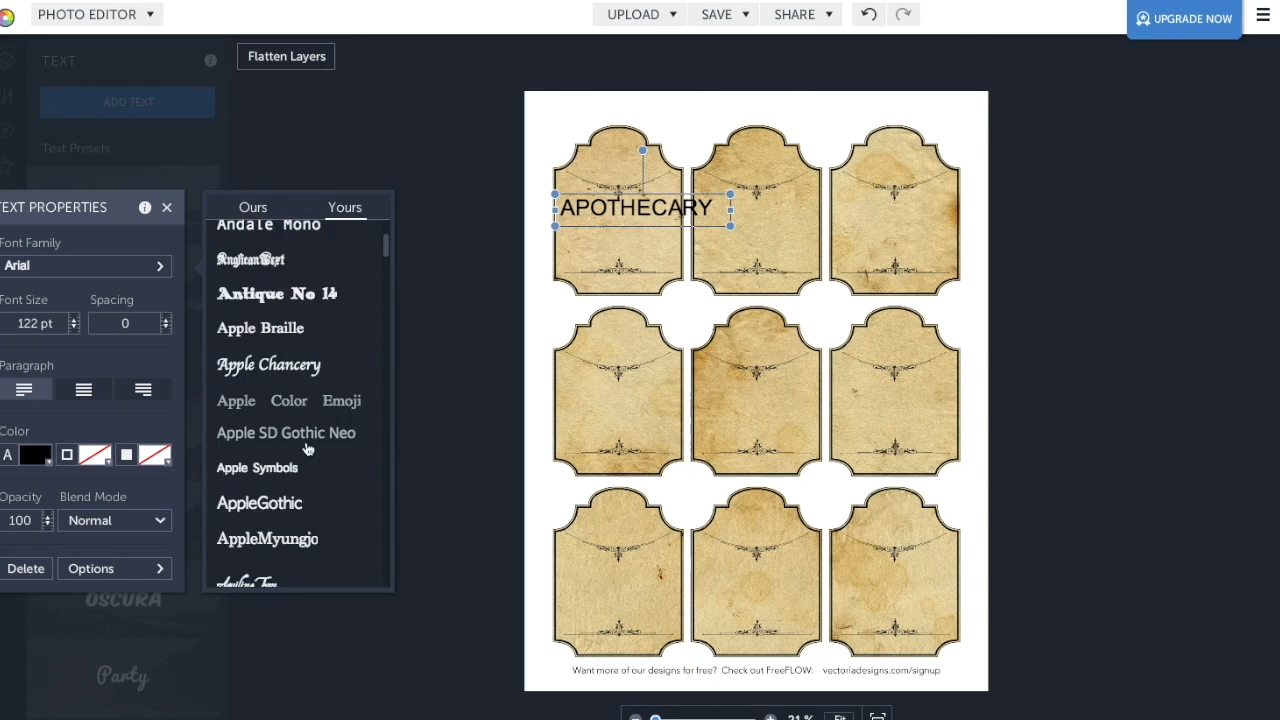 PHOTO EDITOR
UPLOAD
SAVE
SHARE
UPGRADE NOW
TEXT
Flatten Layers
ADD TEXT
Text Presets
TEXT PROPERTIES
Font Family
Arial
Font Size
Spacing
122 pt
0
Paragraph
Color
A
Opacity
Blend Mode
100
Normal
Delete
Options
OSCURA
Party
Ours
Yours
Andale Mono
AnglicanText
Antique No 14
Apple Braille
Apple Chancery
Apple Color Emoji
Apple SD Gothic Neo
Apple Symbols
AppleGothic
AppleMyungjo
APOTHECARY
Want more of our designs for free? Check out FreeFLOW: vectoriadesigns.com/signup
21 %
Fit